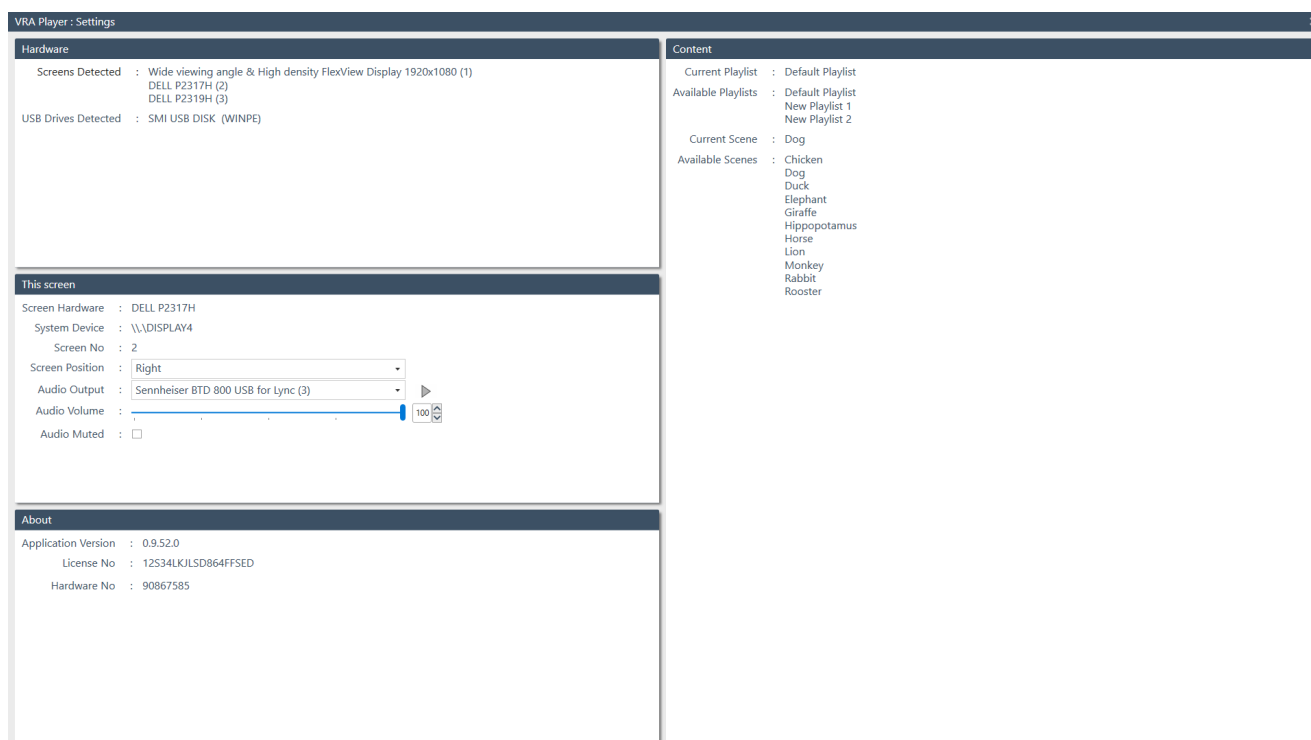 VRA Player : Settings
Hardware
Screens Detected : Wide viewing angle & High density FlexView Display 1920x1080 (1)
DELL P2317H (2)
DELL P2319H (3)
USB Drives Detected : SMI USB DISK (WINPE)
This screen
Screen Hardware : DELL P2317H
System Device : \\.\DISPLAY4
Screen No : 2
Screen Position : Right
Audio Output : Sennheiser BTD 800 USB for Lync (3)
Audio Volume : 100
Audio Muted :
About
Application Version : 0.9.52.0
License No : 12S34LKJLSD864FFSED
Hardware No : 90867585
Content
Current Playlist : Default Playlist
Available Playlists : Default Playlist
New Playlist 1
New Playlist 2
Current Scene : Dog
Available Scenes : Chicken
Dog
Duck
Elephant
Giraffe
Hippopotamus
Horse
Lion
Monkey
Rabbit
Rooster